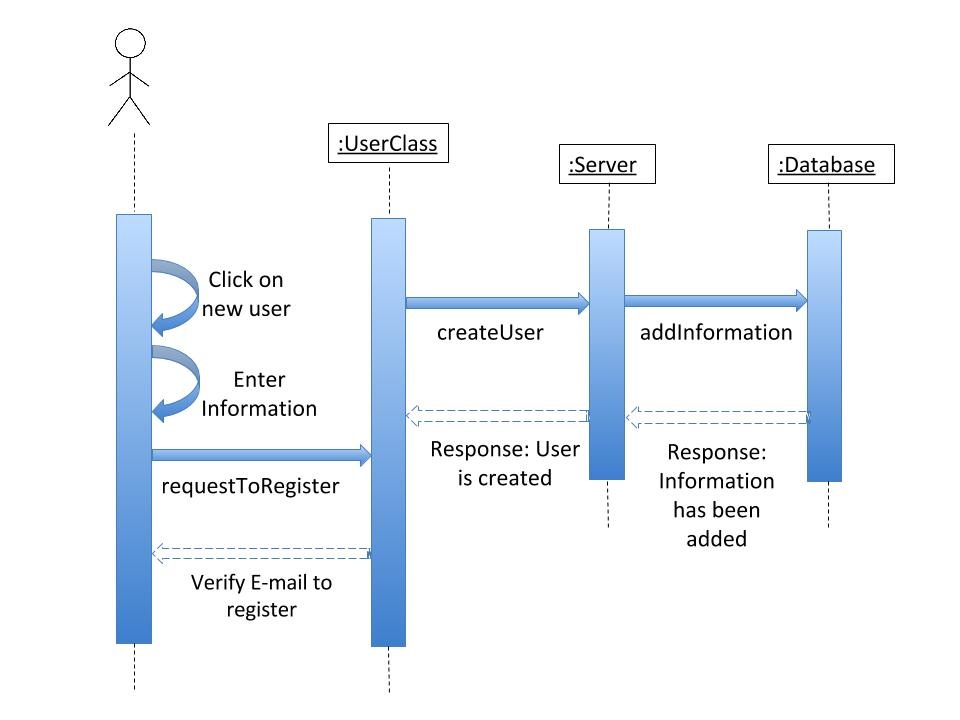 :UserClass
:Server
:Database
Click on
new user
createUser
addInformation
Enter
Information
Response: User
is created
Response:
Information
has been
added
requestToRegister
Verify E-mail to
register